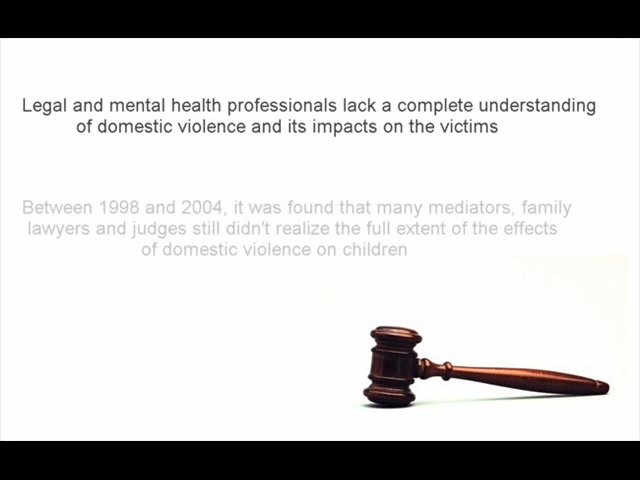 Legal and mental health professionals lack a complete understanding
of domestic violence and its impacts on the victims
Between 1998 and 2004, it was found that many mediators, family
lawyers and judges still didn't realize the full extent of the effects
of domestic violence on children